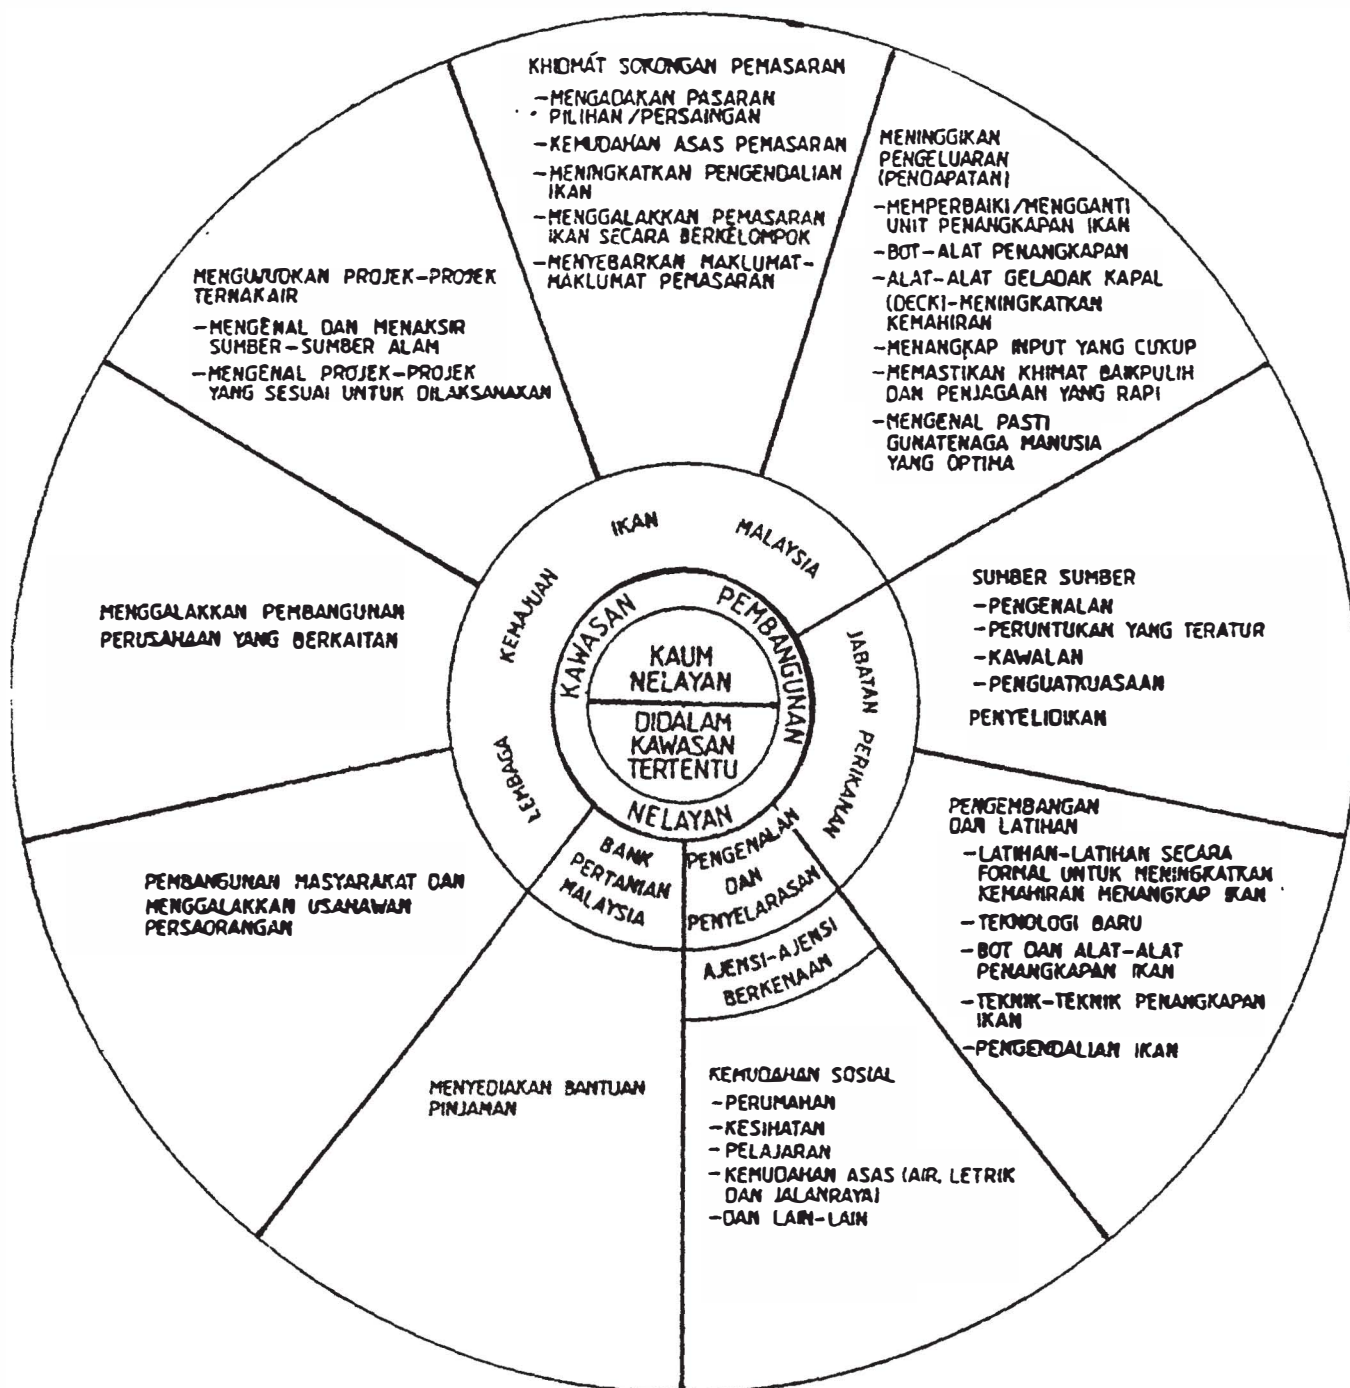 KHIDMAT SOKONGAN PEMASARAN
-MENGADAKAN PASARAN
PILIHAN/PERSAINGAN
-KEMUDAHAN ASAS PEMASARAN
-MENINGKATKAN PENGENDALIAN
IKAN
-MENGGALAKKAN PEMASARAN
IKAN SECARA BERKELOMPOK
-MENYEBARKAN MAKLUMAT-
MAKLUMAT PEMASARAN
MENINGGIKAN
PENGELUARAN
(PENDAPATAN)
-MEMPERBAIKI/MENGGANTI
UNIT PENANGKAPAN IKAN
-BOT-ALAT PENANGKAPAN
-ALAT-ALAT GELADAK KAPAL
(DECK)-MENINGKATKAN
KEMAHIRAN
-MENANGKAP INPUT YANG CUKUP
-MEMASTIKAN KHIMAT BAIKPULIH
DAN PENJAGAAN YANG RAPI
-MENGENAL PASTI
GUNATENAGA MANUSIA
YANG OPTIMA
MENGUJUDKAN PROJEK-PROJEK
TERNAKAIR
-MENGENAL DAN MENAKSIR
SUMBER-SUMBER ALAM
-MENGENAL PROJEK-PROJEK
YANG SESUAI UNTUK DILAKSANAKAN
MENGGALAKKAN PEMBANGUNAN
PERUSAHAAN YANG BERKAITAN
PEMBANGUNAN MASYARAKAT DAN
MENGGALAKKAN USAHAWAN
PERSAORANGAN
LEMBAGA KEMAJUAN IKAN MALAYSIA
JABATAN PERIKANAN
KAWASAN PEMBANGUNAN
NELAYAN
KAUM
NELAYAN
DIDALAM
KAWASAN
TERTENTU
BANK
PERTANIAN
MALAYSIA
PENGENALAN
DAN
PENYELARASAN
AJENSI-AJENSI
BERKENAAN
SUMBER SUMBER
-PENGENALAN
-PERUNTUKAN YANG TERATUR
-KAWALAN
-PENGUATKUASAAN
PENYELIDIKAN
PENGEMBANGAN
DAN LATIHAN
-LATIHAN-LATIHAN SECARA
FORMAL UNTUK MENINGKATKAN
KEMAHIRAN MENANGKAP IKAN
-TEKNOLOGI BARU
-BOT DAN ALAT-ALAT
PENANGKAPAN IKAN
-TEKNIK-TEKNIK PENANGKAPAN
IKAN
-PENGENDALIAN IKAN
MENYEDIAKAN BANTUAN
PINJAMAN
KEMUDAHAN SOSIAL
-PERUMAHAN
-KESIHATAN
-PELAJARAN
-KEMUDAHAN ASAS (AIR, LETRIK
DAN JALANRAYA)
-DAN LAIN-LAIN